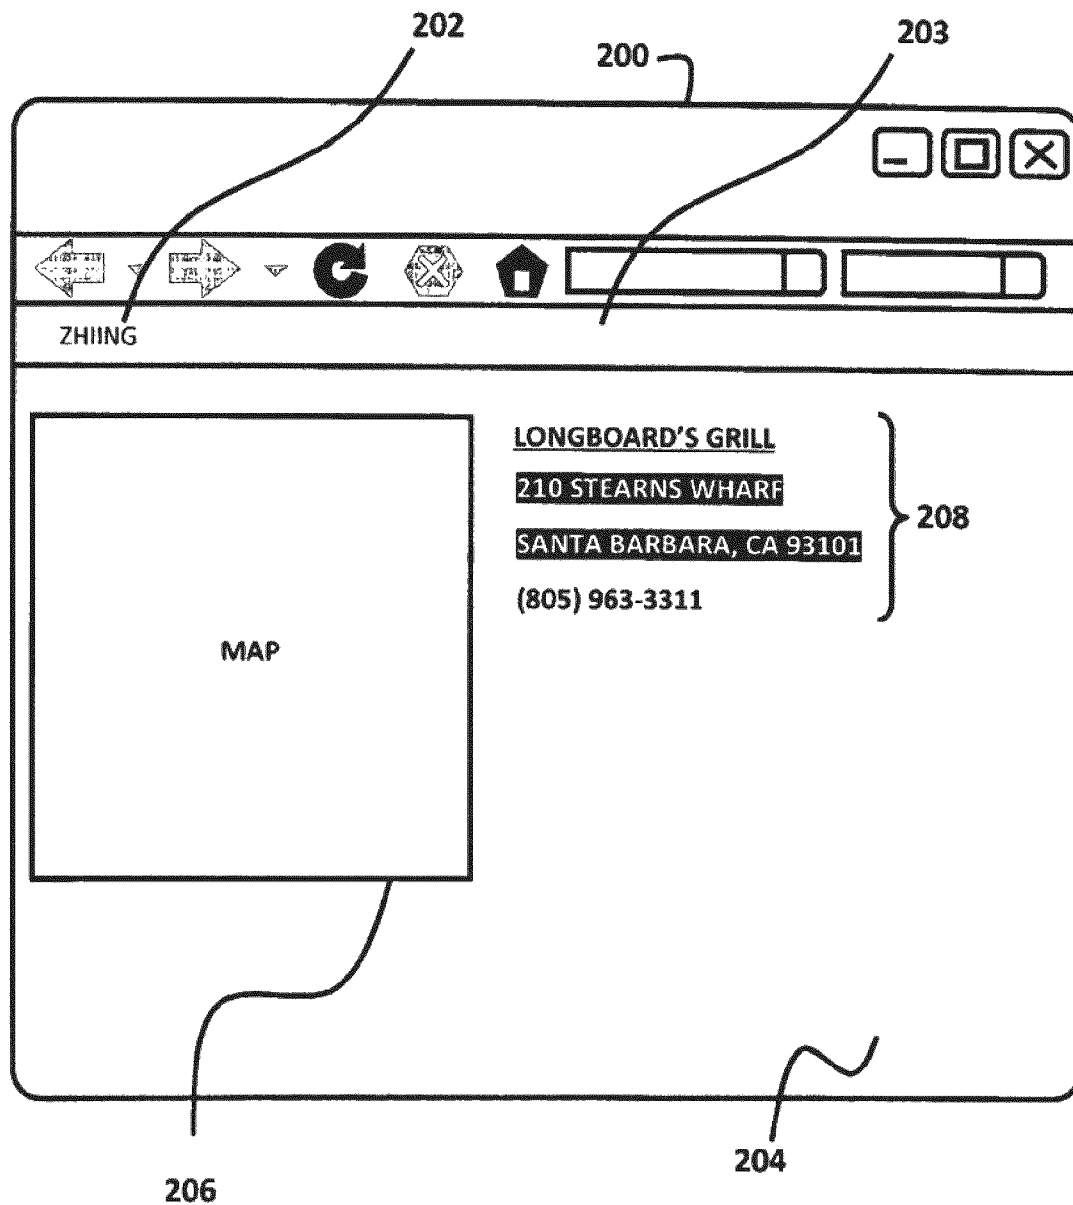 202
203
200
ZHIING
LONGBOARD'S GRILL
210 STEARNS WHARF
SANTA BARBARA, CA 93101
(805) 963-3311
208
MAP
204
206